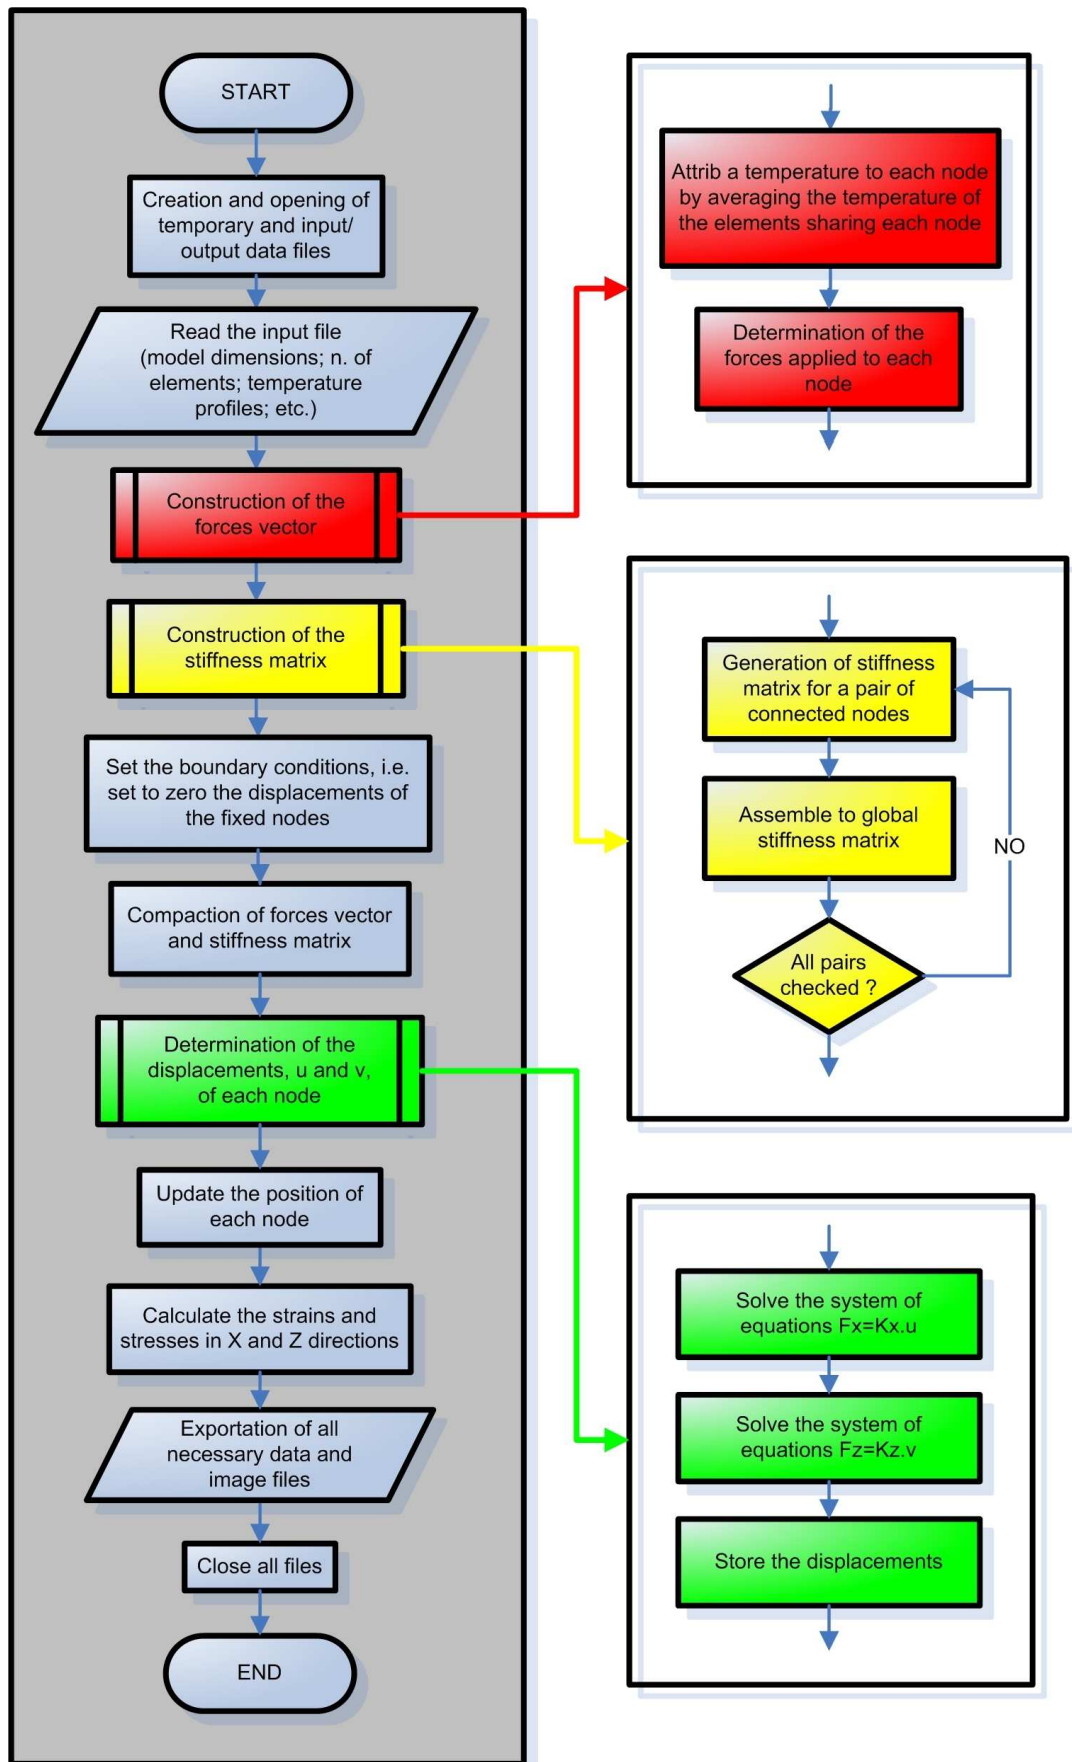 START
Creation and opening of
temporary and input/
output data files
Read the input file
(model dimensions; n. of
elements; temperature
profiles; etc.)
Construction of the
forces vector
Construction of the
stiffness matrix
Set the boundary conditions, i.e.
set to zero the displacements of
the fixed nodes
Compaction of forces vector
and stiffness matrix
Determination of the
displacements, u and v,
of each node
Update the position of
each node
Calculate the strains and
stresses in X and Z directions
Exportation of all
necessary data and
image files
Close all files
END
Attrib a temperature to each node
by averaging the temperature of
the elements sharing each node
Determination of the
forces applied to each
node
Generation of stiffness
matrix for a pair of
connected nodes
Assemble to global
stiffness matrix
NO
All pairs
checked ?
Solve the system of
equations Fx=Kx.u
Solve the system of
equations Fz=Kz.v
Store the displacements